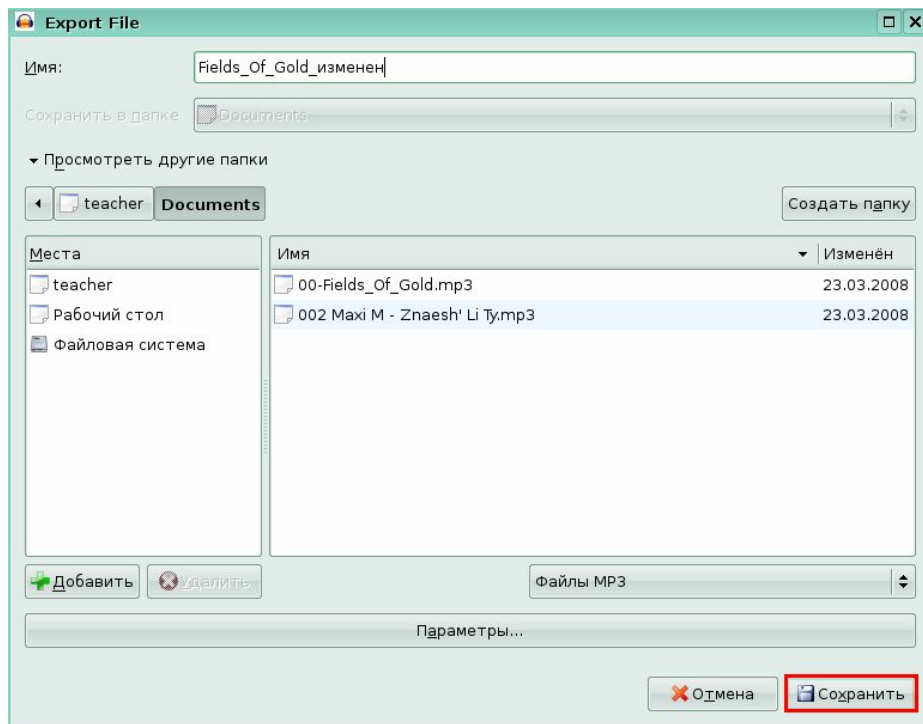 Export File
Имя: Fields_Of_Gold_изменен
Сохранить в папке Documents
Просмотреть другие папки
teacher Documents Создать папку
Места Имя Изменён
teacher 00-Fields_Of_Gold.mp3 23.03.2008
Рабочий стол 002 Maxi M - Znaesh' Li Ty.mp3 23.03.2008
Файловая система
Добавить Удалить Файлы MP3
Параметры...
Отмена Сохранить